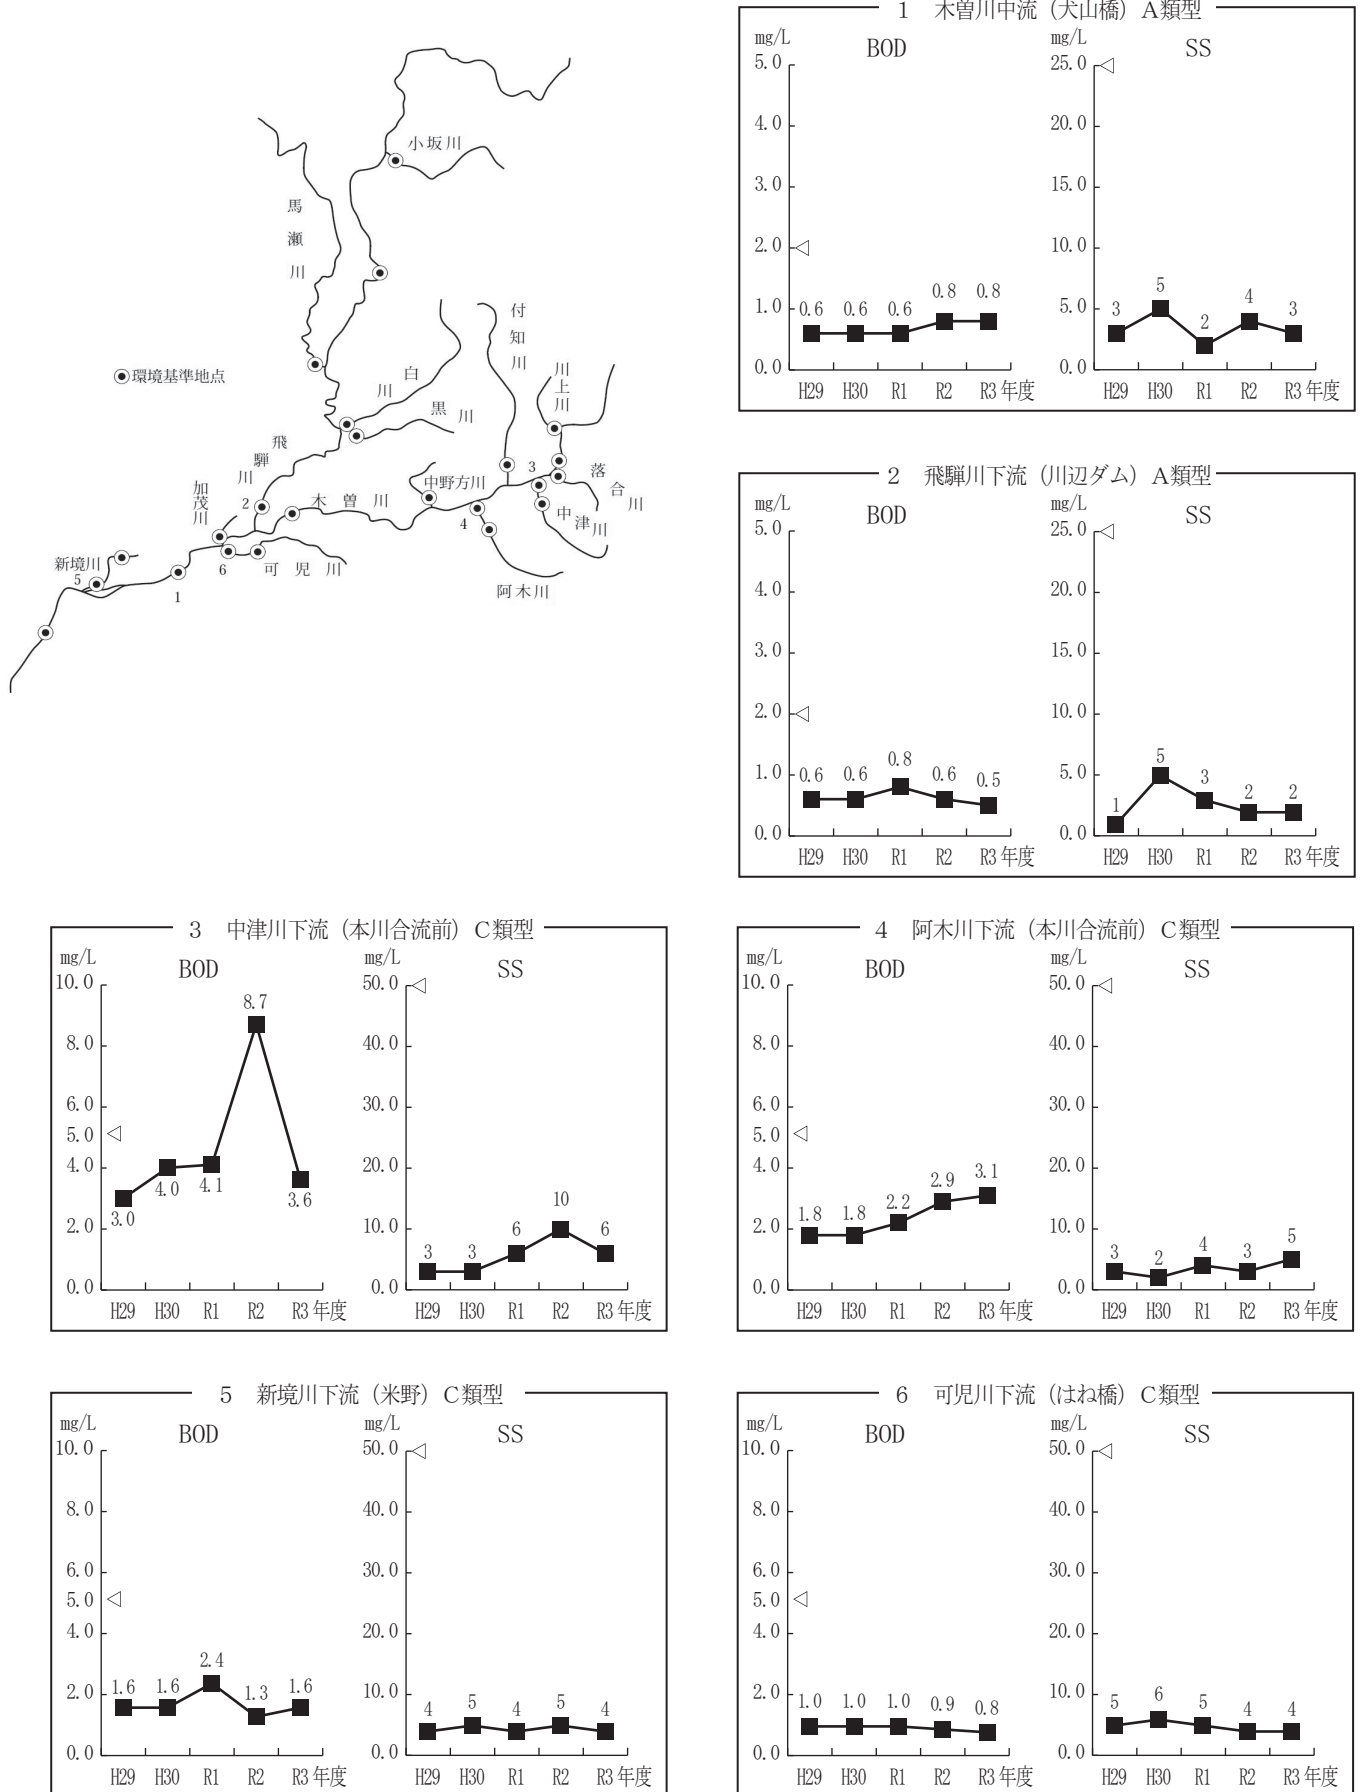 小坂川
馬瀬川
付知川
川上川
白川
黒川
◉環境基準地点
飛騨川
加茂川
2
木曽川
中野方川
3
落合川
中津川
4
阿木川
新境川
5
6
可児川
1
1 木曽川中流（犬山橋）A類型
mg/L
BOD
5.0
4.0
3.0
2.0
1.0
0.0
0.6 0.6 0.6 0.8 0.8
H29 H30 R1 R2 R3 年度
mg/L
SS
25.0
20.0
15.0
10.0
5.0
0.0
3 5 2 4 3
H29 H30 R1 R2 R3 年度
2 飛騨川下流（川辺ダム）A類型
mg/L
BOD
5.0
4.0
3.0
2.0
1.0
0.0
0.6 0.6 0.8 0.6 0.5
H29 H30 R1 R2 R3 年度
mg/L
SS
25.0
20.0
15.0
10.0
5.0
0.0
1 5 3 2 2
H29 H30 R1 R2 R3 年度
3 中津川下流（本川合流前）C類型
mg/L
BOD
10.0
8.0
6.0
5.0
4.0
2.0
0.0
3.0 4.0 4.1 8.7 3.6
H29 H30 R1 R2 R3 年度
mg/L
SS
50.0
40.0
30.0
20.0
10.0
0.0
3 3 6 10 6
H29 H30 R1 R2 R3 年度
4 阿木川下流（本川合流前）C類型
mg/L
BOD
10.0
8.0
6.0
5.0
4.0
2.0
0.0
1.8 1.8 2.2 2.9 3.1
H29 H30 R1 R2 R3 年度
mg/L
SS
50.0
40.0
30.0
20.0
10.0
0.0
3 2 4 3 5
H29 H30 R1 R2 R3 年度
5 新境川下流（米野）C類型
mg/L
BOD
10.0
8.0
6.0
5.0
4.0
2.0
0.0
1.6 1.6 2.4 1.3 1.6
H29 H30 R1 R2 R3 年度
mg/L
SS
50.0
40.0
30.0
20.0
10.0
0.0
4 5 4 5 4
H29 H30 R1 R2 R3 年度
6 可児川下流（はね橋）C類型
mg/L
BOD
10.0
8.0
6.0
5.0
4.0
2.0
0.0
1.0 1.0 1.0 0.9 0.8
H29 H30 R1 R2 R3 年度
mg/L
SS
50.0
40.0
30.0
20.0
10.0
0.0
5 6 5 4 4
H29 H30 R1 R2 R3 年度